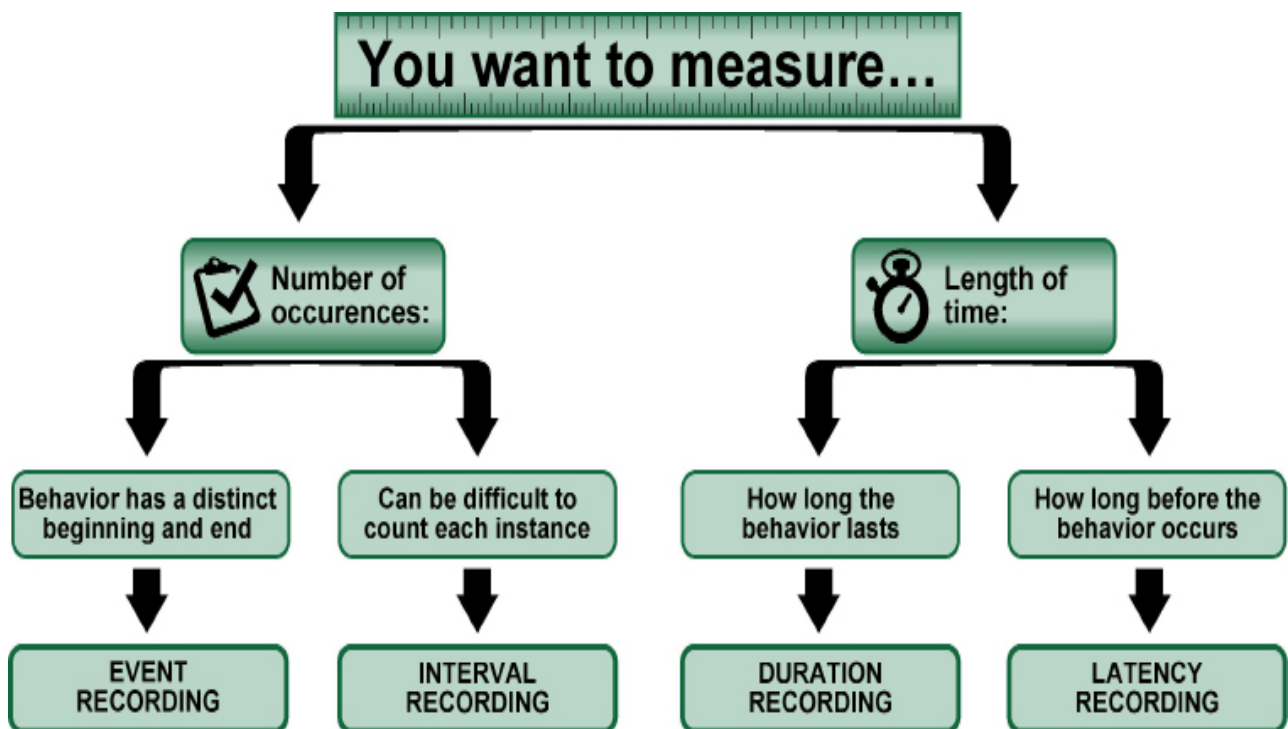 You want to measure...
Number of
occurences:
Length of
time:
Behavior has a distinct
beginning and end
Can be difficult to
count each instance
How long the
behavior lasts
How long before the
behavior occurs
EVENT
RECORDING
INTERVAL
RECORDING
DURATION
RECORDING
LATENCY
RECORDING